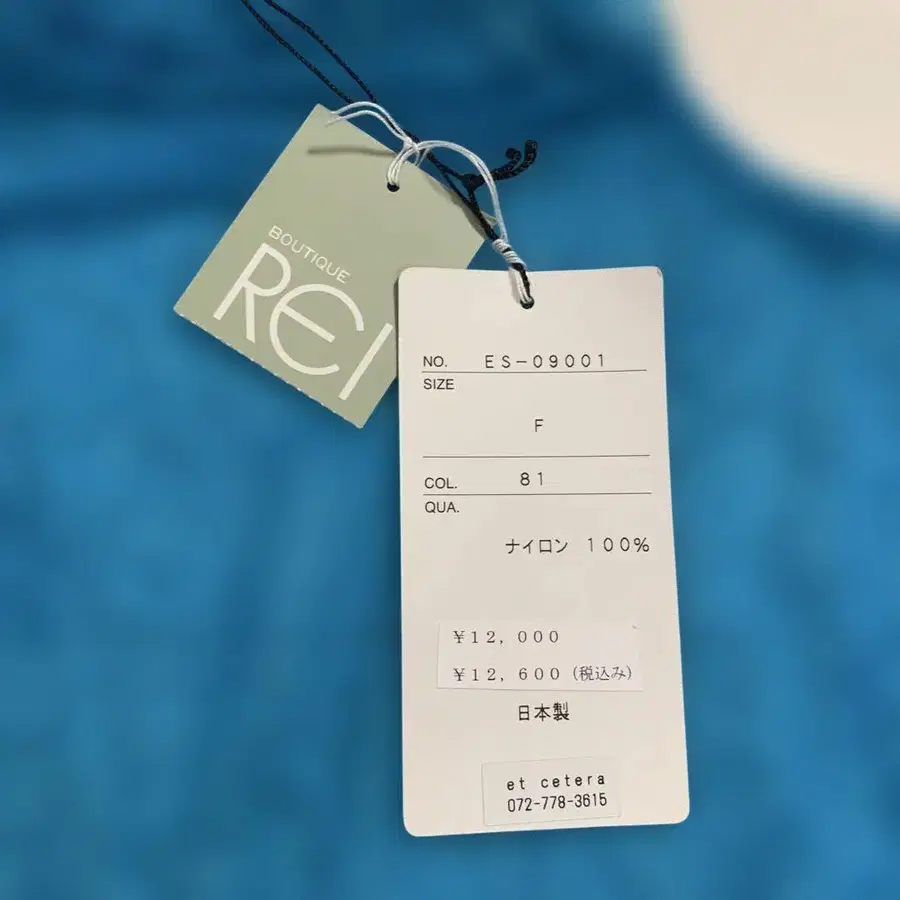 BOUTIQUE
REI
NO. ES-09001
SIZE
F
COL. 81
QUA.
ナイロン 100%
¥12,000
¥12,600 (税込み)
日本製
et cetera
072-778-3615